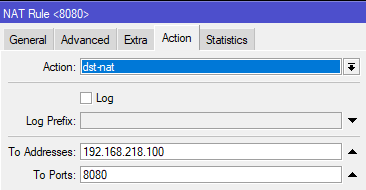 NAT Rule <8080>
General Advanced Extra Action Statistics
Action: dst-nat
Log
Log Prefix:
To Addresses: 192.168.218.100
To Ports: 8080